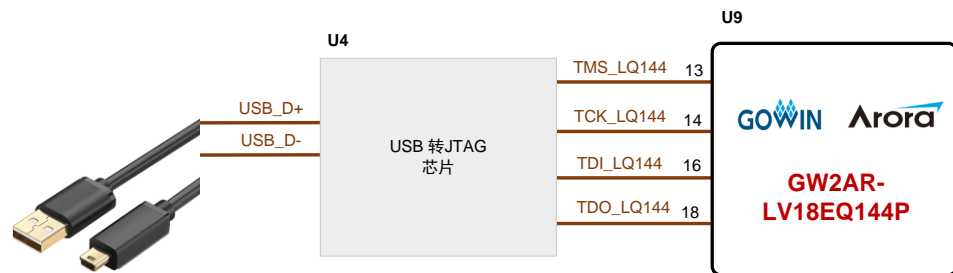 U9
U4
TMS_LQ144 13
USB_D+
TCK_LQ144 14
GOWIN Arora
USB_D-
USB 转JTAG
芯片
TDI_LQ144 16
GW2AR-
LV18EQ144P
TDO_LQ144 18